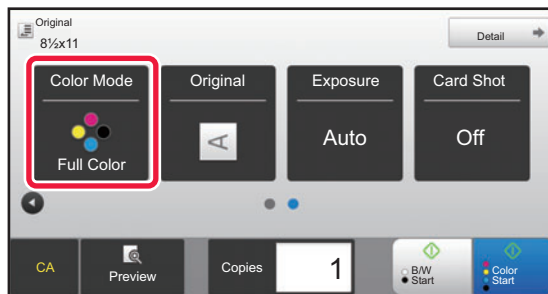 Original
8½x11
Detail
Color Mode
Full Color
Original
A
Exposure
Auto
Card Shot
Off
CA
Preview
Copies
1
B/W
Start
Color
Start